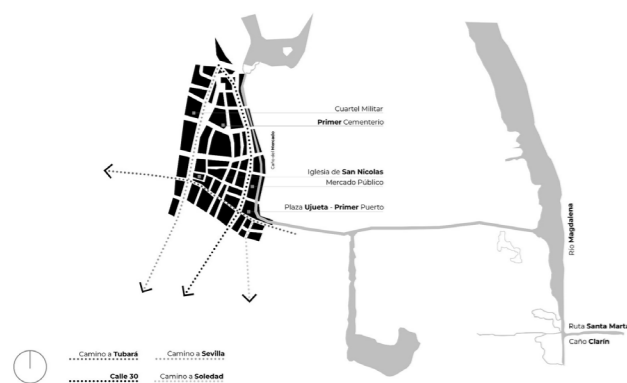 Cuartel Militar
Primer Cementerio
Caño del Mercado
Iglesia de San Nicolas
Mercado Público
Plaza Ujueta - Primer Puerto
Río Magdalena
Ruta Santa Marta
Caño Clarín
Camino a Tubará
Camino a Sevilla
Calle 30
Camino a Soledad